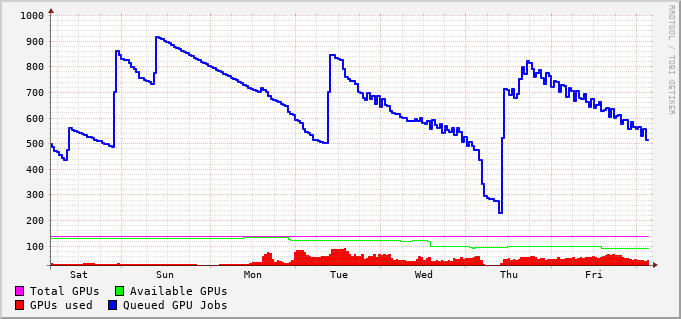 1000
900
800
700
600
500
400
300
200
100
Sat Sun Mon Tue Wed Thu Fri
Total GPUs Available GPUs
GPUs used Queued GPU Jobs
RRDTOOL / TOBI OETIKER